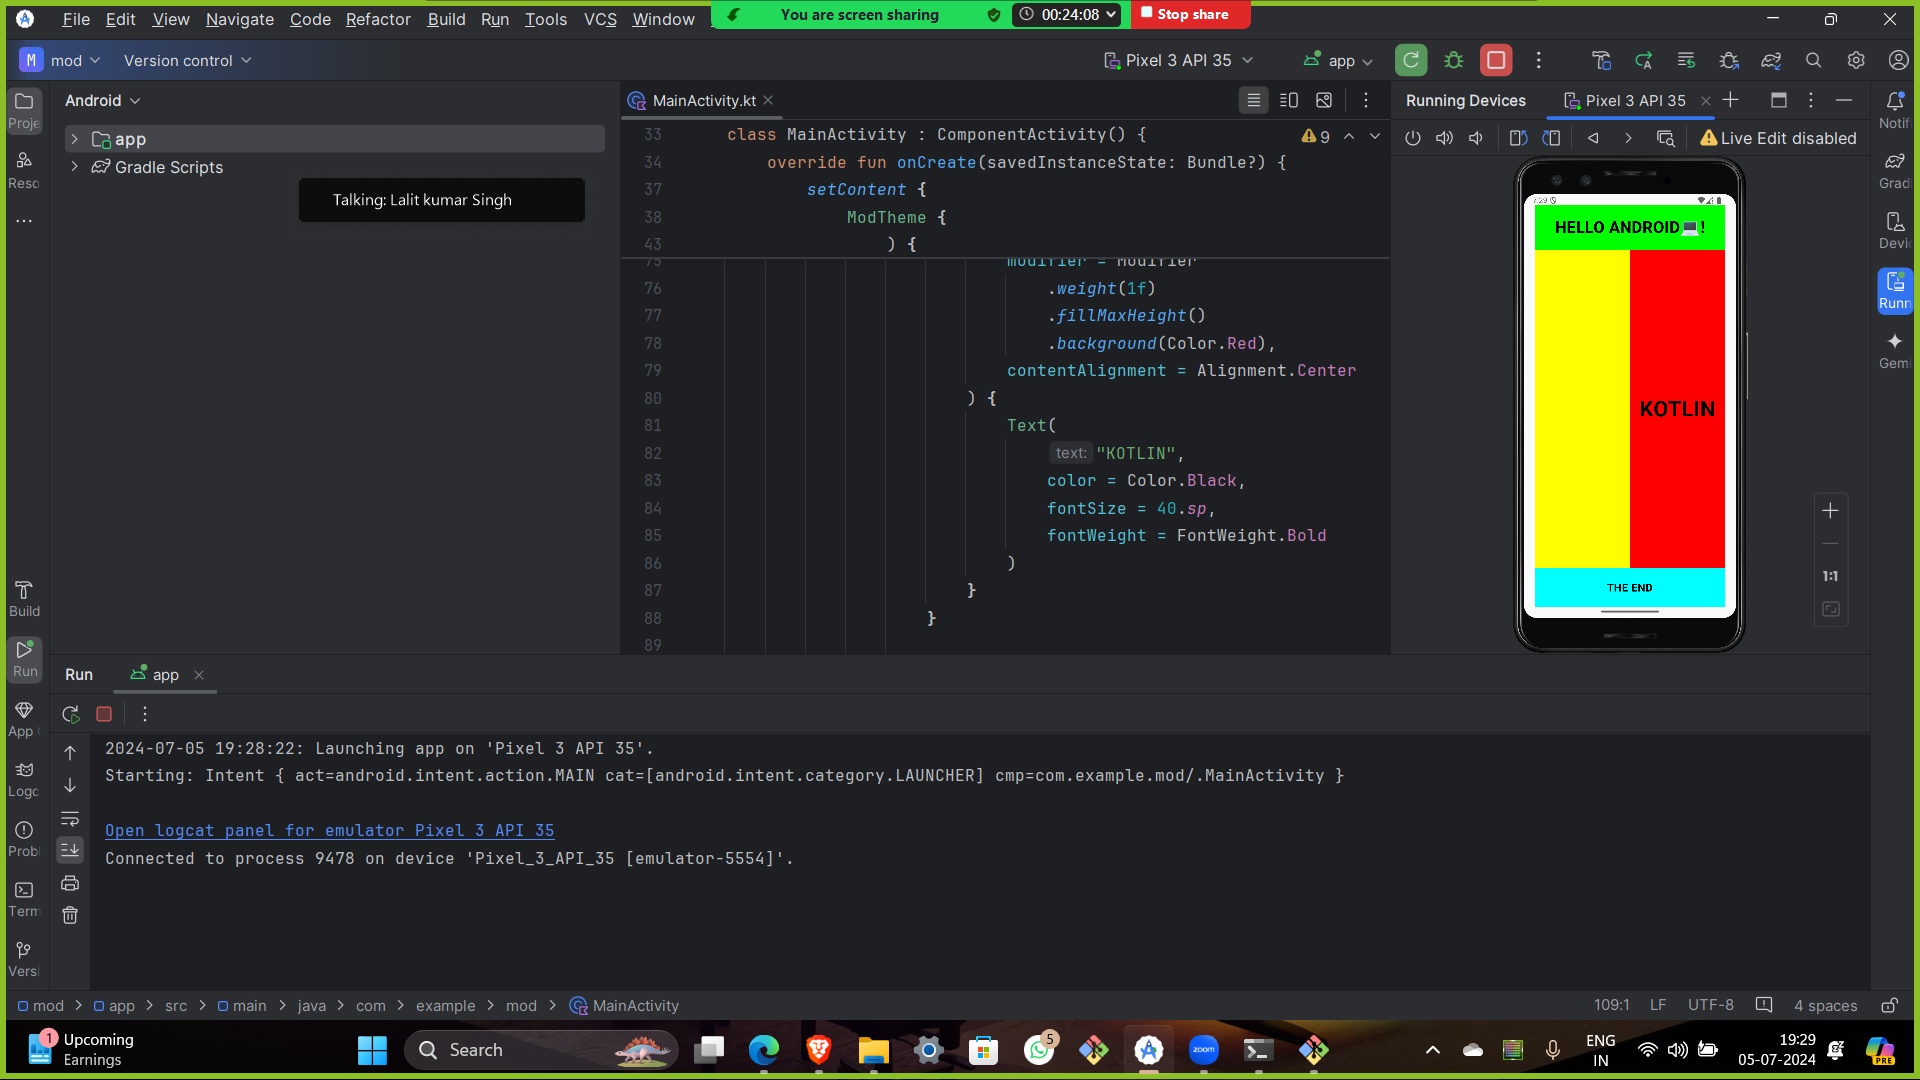 File Edit View Navigate Code Refactor Build Run Tools VCS Window
You are screen sharing 00:24:08 Stop share
M mod Version control Pixel 3 API 35 app
Android
app
Gradle Scripts
Talking: Lalit kumar Singh
Proje
Reso
Build
Run
App
Logc
Probl
Term
Versi
MainActivity.kt
9
33 class MainActivity : ComponentActivity() {
34 override fun onCreate(savedInstanceState: Bundle?) {
37 setContent {
38 ModTheme {
43 ) {
75 modifier = Modifier
76 .weight(1f)
77 .fillMaxHeight()
78 .background(Color.Red),
79 contentAlignment = Alignment.Center
80 ) {
81 Text(
82 text: "KOTLIN",
83 color = Color.Black,
84 fontSize = 40.sp,
85 fontWeight = FontWeight.Bold
86 )
87 }
88 }
89
Running Devices Pixel 3 API 35
Live Edit disabled
7:29
HELLO ANDROID💻!
KOTLIN
THE END
1:1
Notif
Grad
Devi
Runn
Gemi
Run app
2024-07-05 19:28:22: Launching app on 'Pixel 3 API 35'.
Starting: Intent { act=android.intent.action.MAIN cat=[android.intent.category.LAUNCHER] cmp=com.example.mod/.MainActivity }
Open logcat panel for emulator Pixel 3 API 35
Connected to process 9478 on device 'Pixel_3_API_35 [emulator-5554]'.
mod > app > src > main > java > com > example > mod > MainActivity
109:1 LF UTF-8 4 spaces
1 Upcoming
Earnings
Search
5
zoom
ENG
IN
19:29
05-07-2024
PRE